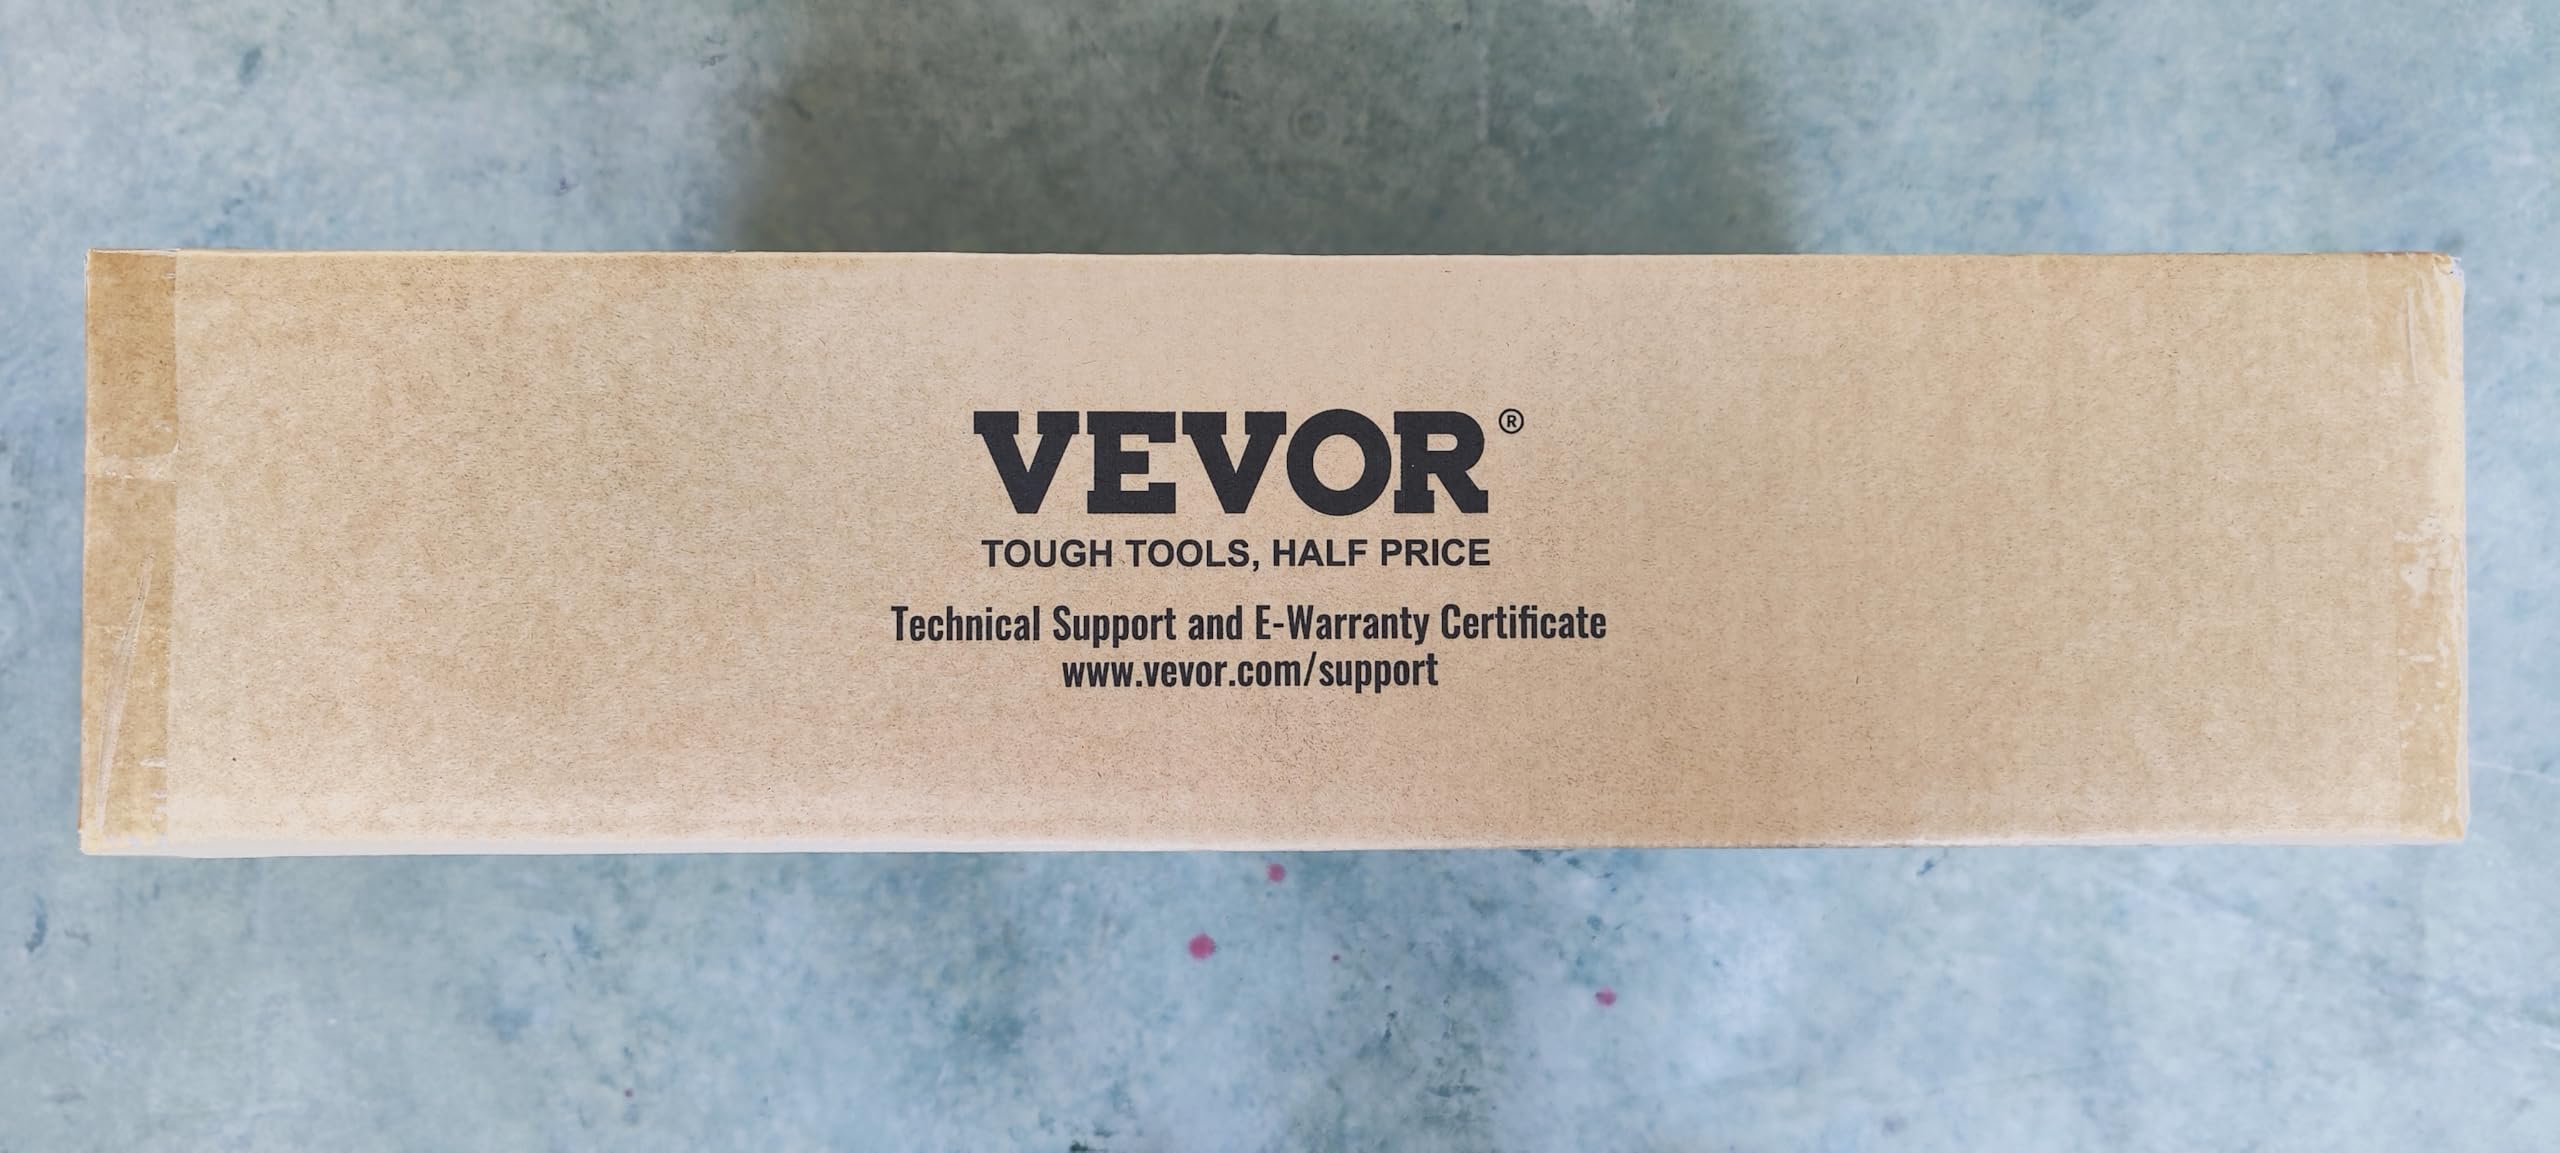 VEVOR®
TOUGH TOOLS, HALF PRICE
Technical Support and E-Warranty Certificate
www.vevor.com/support